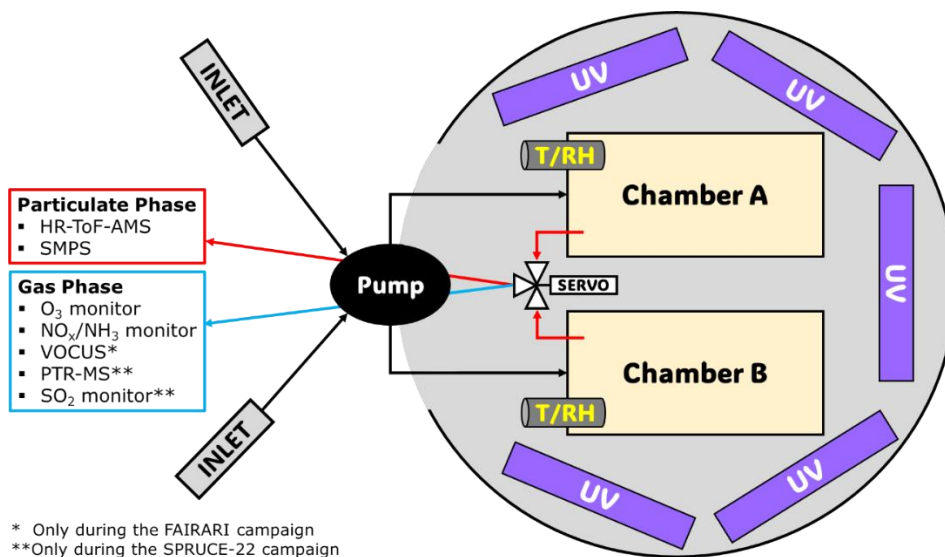 INLET
UV
UV
T/RH
Chamber A
Particulate Phase
▪ HR-ToF-AMS
▪ SMPS
Pump
SERVO
UV
Gas Phase
▪ O₃ monitor
▪ NOₓ/NH₃ monitor
▪ VOCUS*
▪ PTR-MS**
▪ SO₂ monitor**
Chamber B
T/RH
INLET
UV
UV
* Only during the FAIRARI campaign
**Only during the SPRUCE-22 campaign